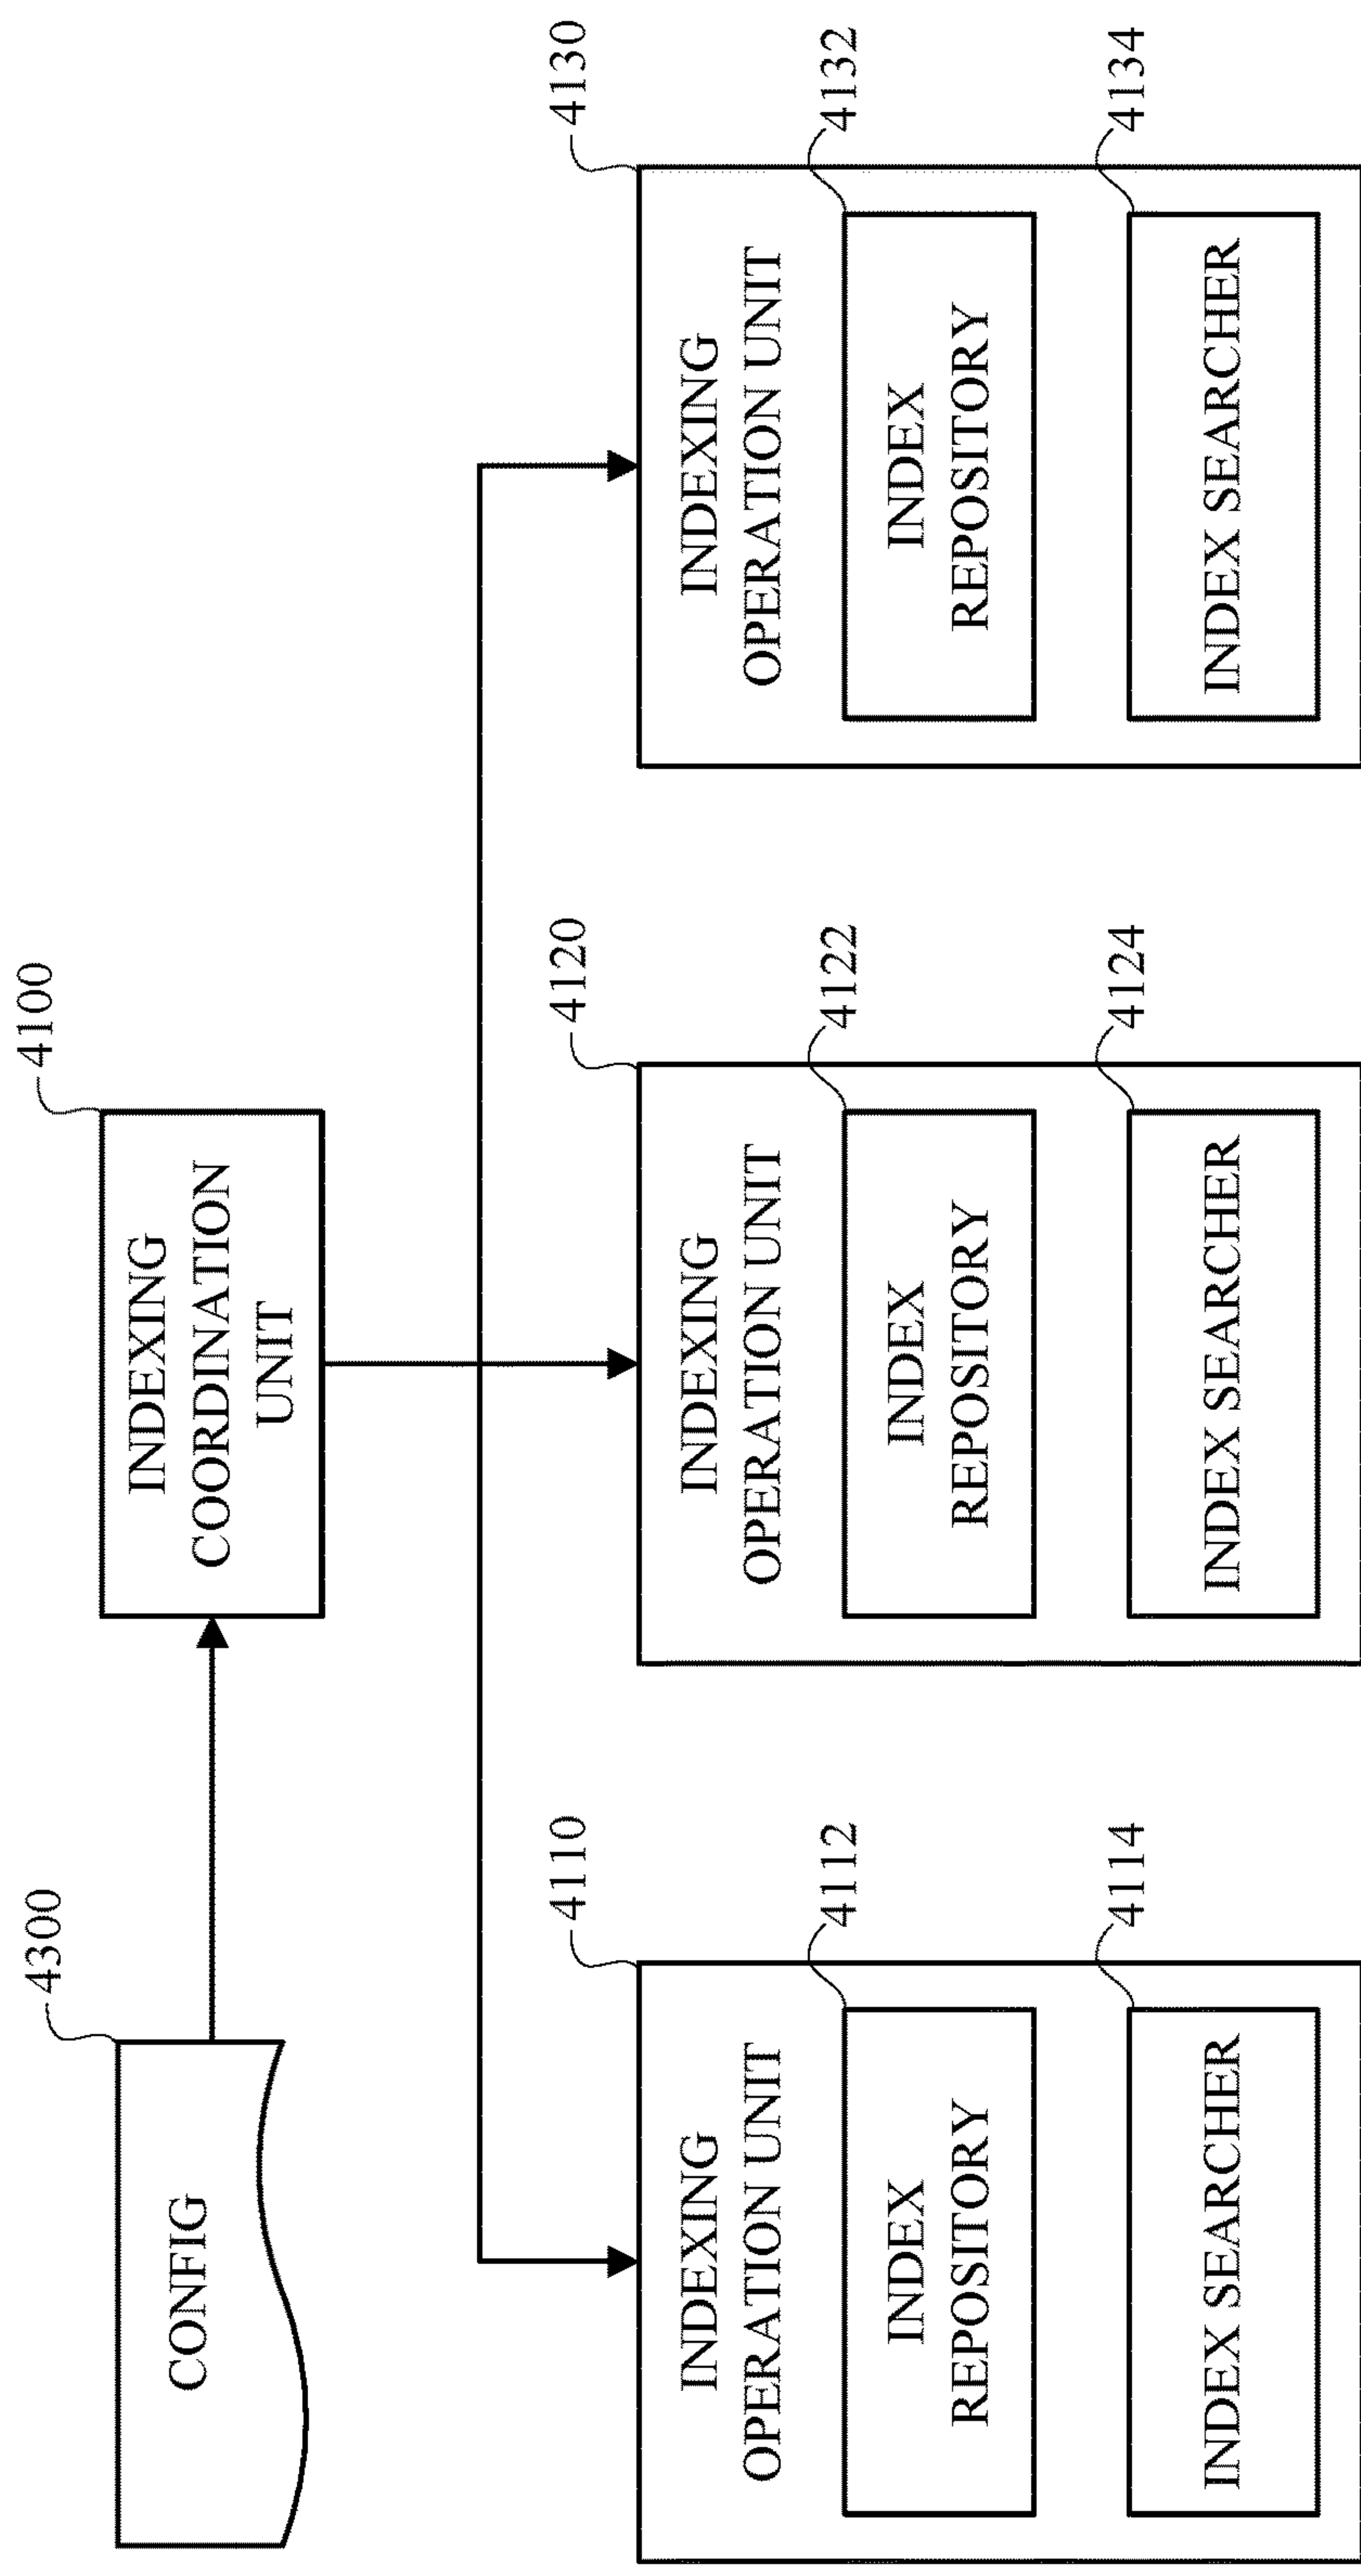 4300
CONFIG
4100
INDEXING
COORDINATION
UNIT
4110
INDEXING
OPERATION UNIT
4112
INDEX
REPOSITORY
4114
INDEX SEARCHER
4120
INDEXING
OPERATION UNIT
4122
INDEX
REPOSITORY
4124
INDEX SEARCHER
4130
INDEXING
OPERATION UNIT
4132
INDEX
REPOSITORY
4134
INDEX SEARCHER